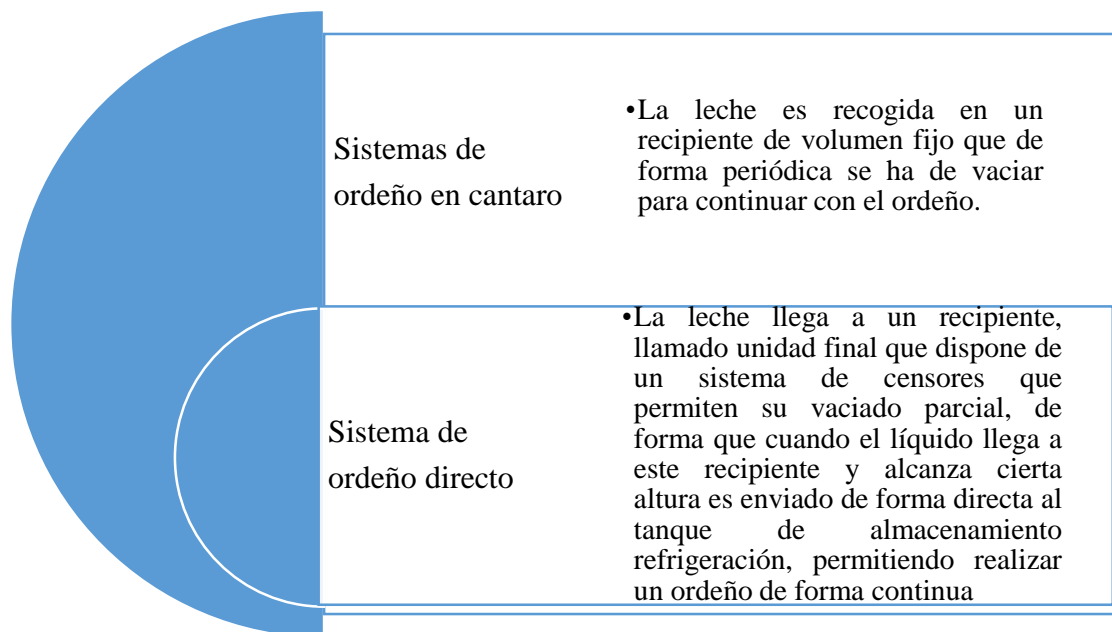 Sistemas de
ordeño en cantaro
•La leche es recogida en un
recipiente de volumen fijo que de
forma periódica se ha de vaciar
para continuar con el ordeño.
Sistema de
ordeño directo
•La leche llega a un recipiente,
llamado unidad final que dispone de
un sistema de censores que
permiten su vaciado parcial, de
forma que cuando el líquido llega a
este recipiente y alcanza cierta
altura es enviado de forma directa al
tanque de almacenamiento
refrigeración, permitiendo realizar
un ordeño de forma continua